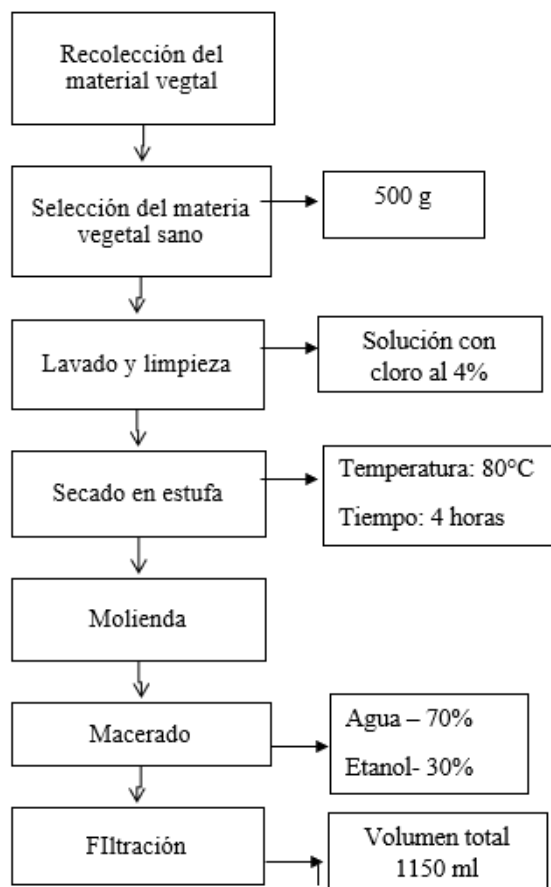 Recolección del
material vegtal
Selección del materia
vegetal sano
500 g
Lavado y limpieza
Solución con
cloro al 4%
Secado en estufa
Temperatura: 80°C
Tiempo: 4 horas
Molienda
Macerado
Agua – 70%
Etanol- 30%
FIltración
Volumen total
1150 ml